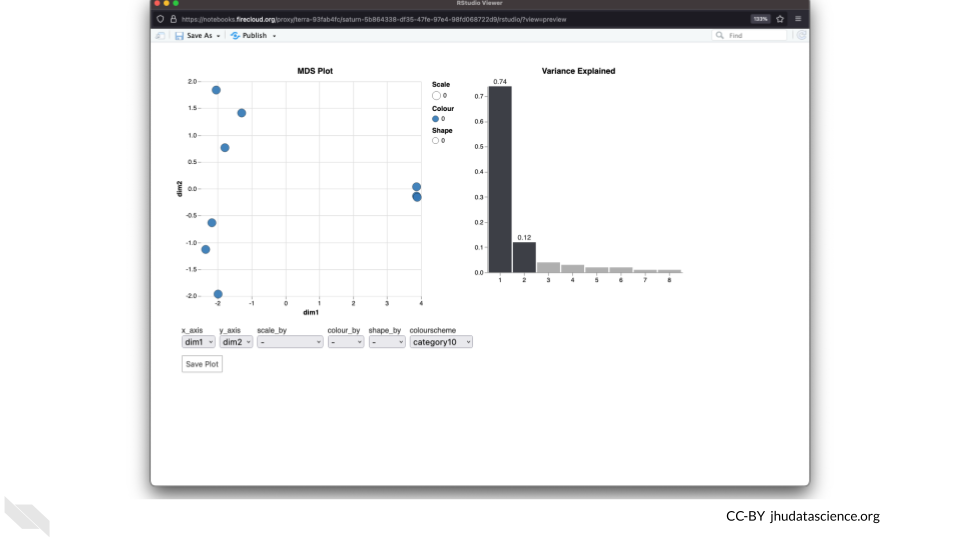 RStudio Viewer
https://notebooks.firecloud.org/proxy/terra-93fab4fc/saturn-5b864338-df35-47fe-97e4-98fd068722d9/rstudio/?view=preview
133%
Save As
Publish
Find
MDS Plot
2.0
1.5
1.0
0.5
0.0
-0.5
-1.0
-1.5
-2.0
dim2
-2 -1 0 1 2 3 4
dim1
Scale
0
Colour
0
Shape
0
Variance Explained
0.74
0.12
0.7
0.6
0.5
0.4
0.3
0.2
0.1
0.0
1 2 3 4 5 6 7 8
x_axis y_axis scale_by colour_by shape_by colourscheme
dim1 dim2 - - - category10
Save Plot
CC-BY jhudatascience.org